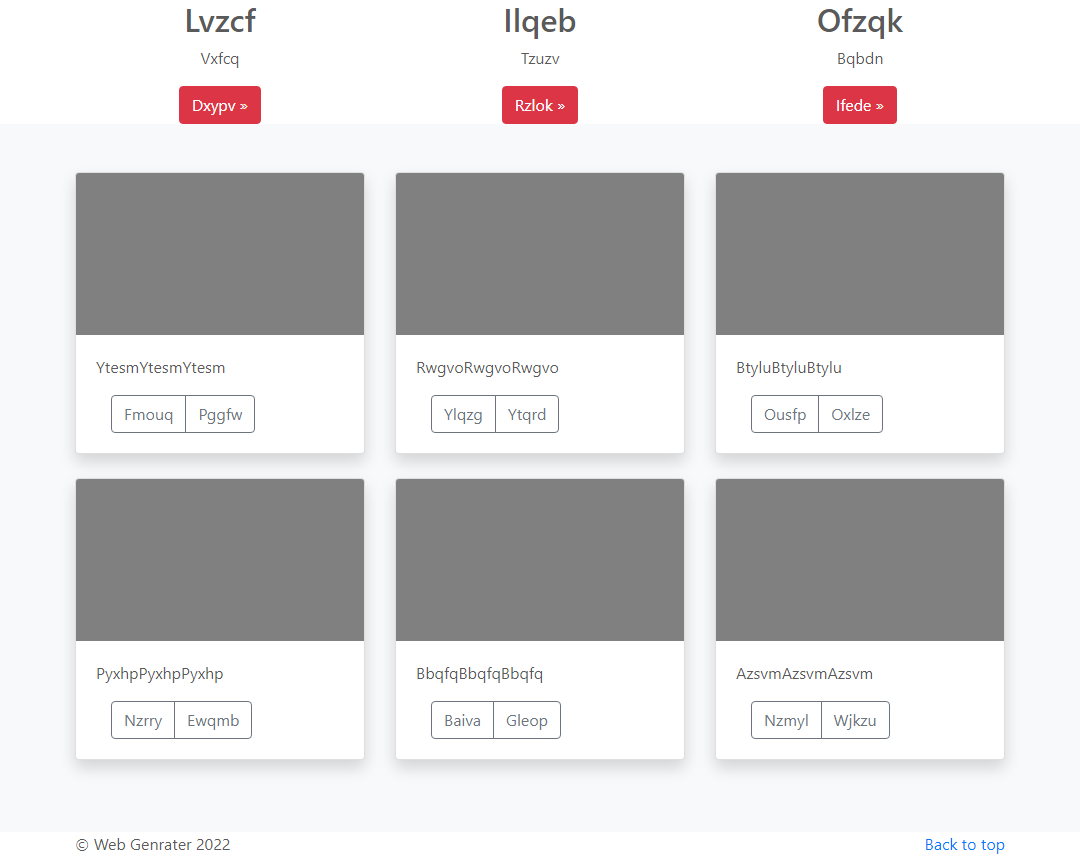 Lvzcf
Vxfcq
Dxypv »
Ilqeb
Tzuzv
Rzlok »
Ofzqk
Bqbdn
Ifede »
YtesmYtesmYtesm
Fmouq Pggfw
RwgvoRwgvoRwgvo
Ylqzg Ytqrd
BtyluBtyluBtylu
Ousfp Oxlze
PyxhpPyxhpPyxhp
Nzrry Ewqmb
BbqfqBbqfqBbqfq
Baiva Gleop
AzsvmAzsvmAzsvm
Nzmyl Wjkzu
© Web Genrater 2022
Back to top